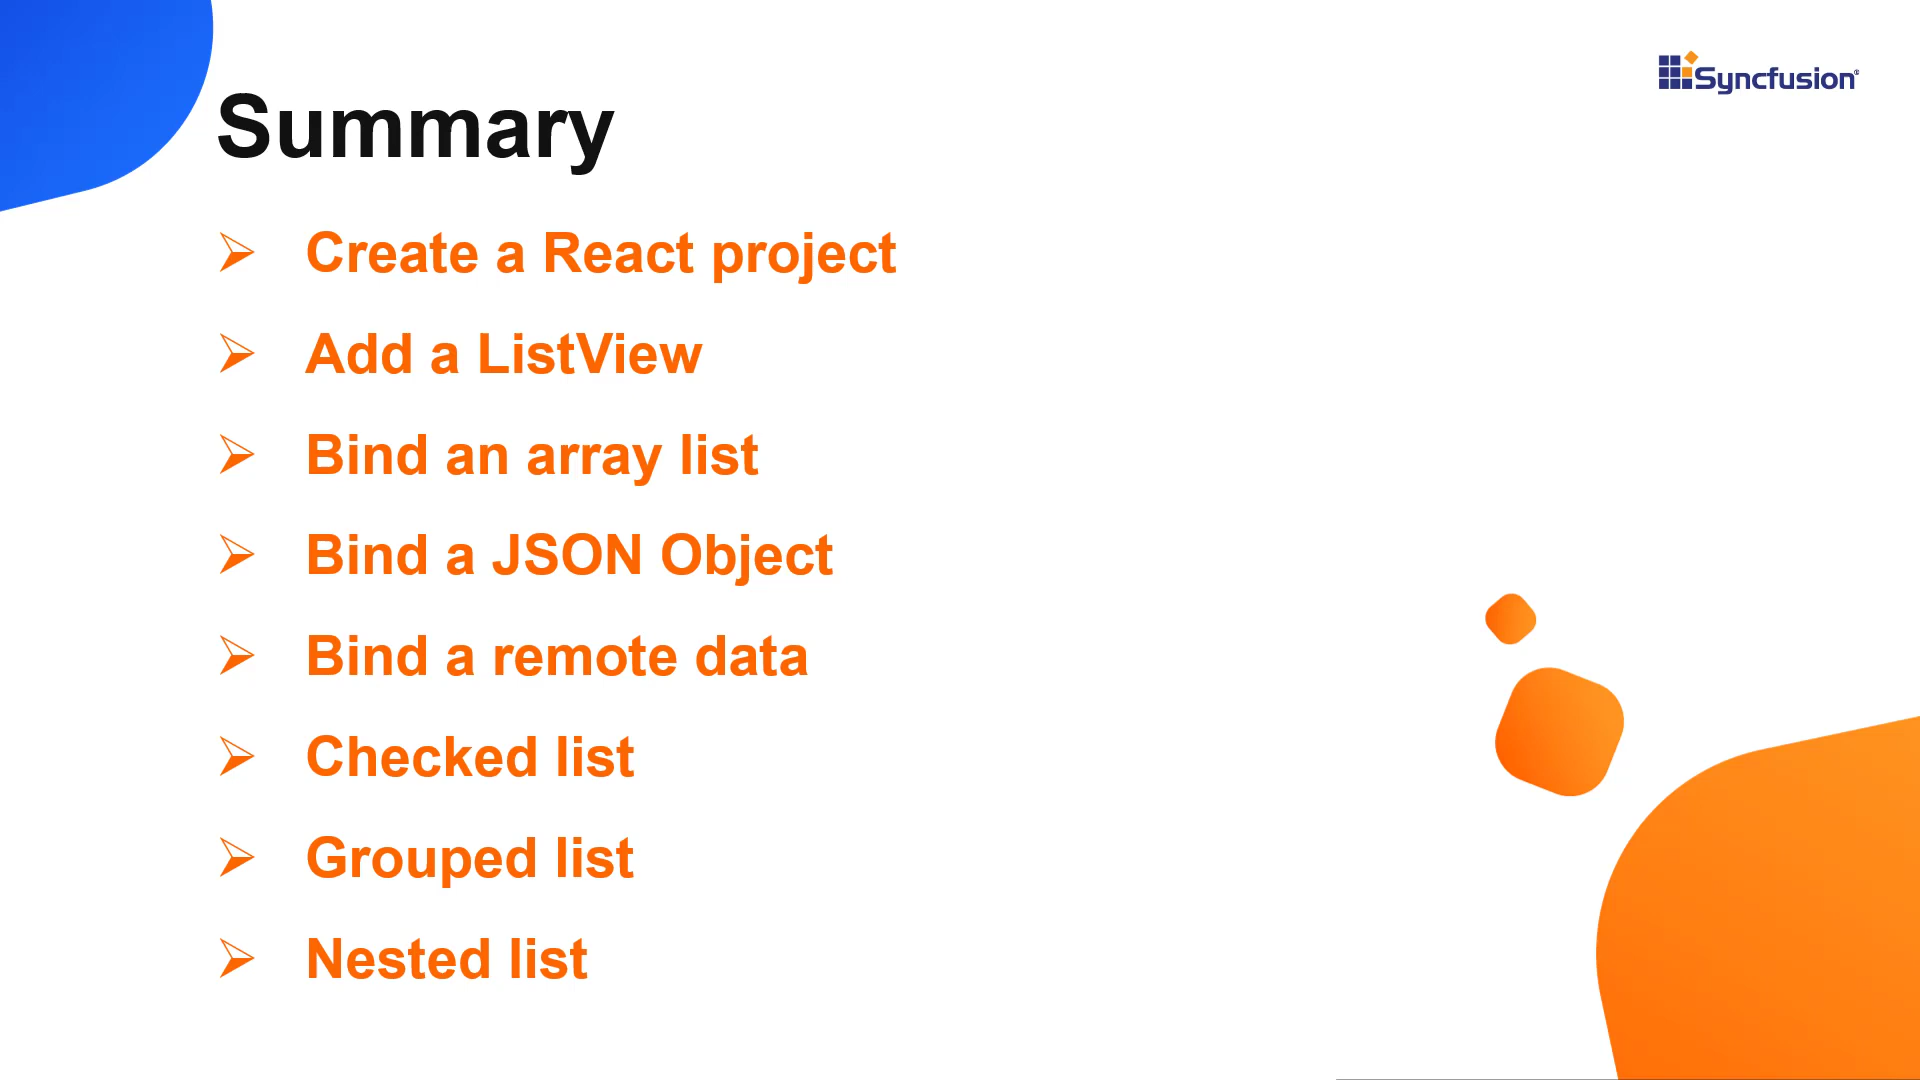 Syncfusion®
Summary
Create a React project
Add a ListView
Bind an array list
Bind a JSON Object
Bind a remote data
Checked list
Grouped list
Nested list